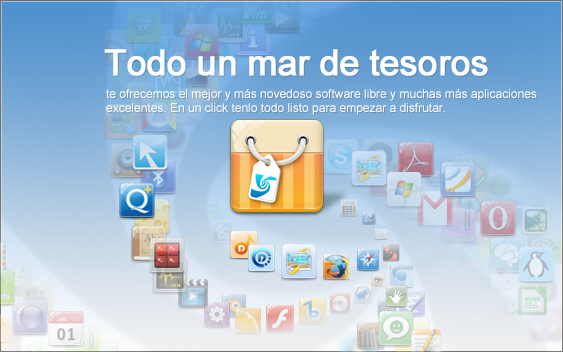 Todo un mar de tesoros
te ofrecemos el mejor y más novedoso software libre y muchas más aplicaciones
excelentes. En un click tenlo todo listo para empezar a disfrutar.
01